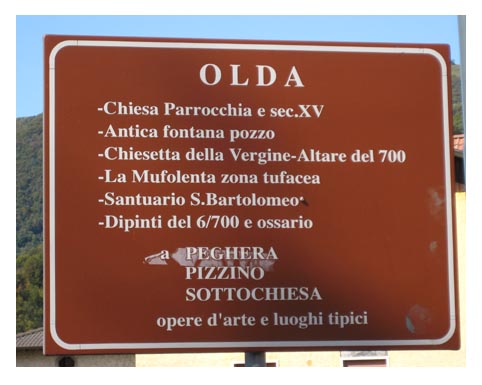 OLDA
-Chiesa Parrocchia e sec.XV
-Antica fontana pozzo
-Chiesetta della Vergine-Altare del 700
-La Mufolenta zona tufacea
-Santuario S.Bartolomeo
-Dipinti del 6/700 e ossario
a PEGHERA
PIZZINO
SOTTOCHIESA
opere d'arte e luoghi tipici